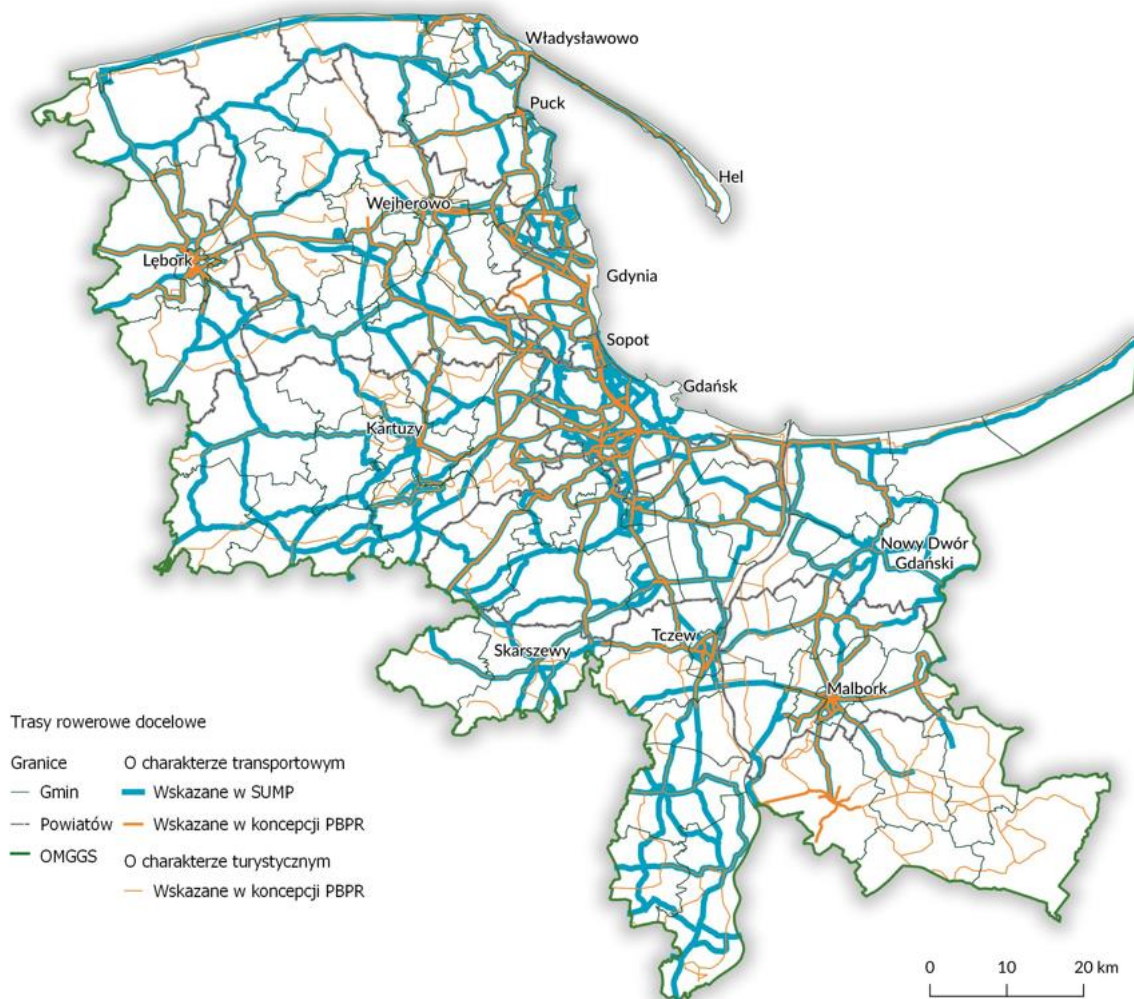 Władysławowo
Puck
Hel
Wejherowo
Lębork
Gdynia
Sopot
Gdańsk
Kartuzy
Nowy Dwór
Gdański
Tczew
Skarszewy
Malbork
Trasy rowerowe docelowe
Granice
Gmin
Powiatów
OMGGS
O charakterze transportowym
Wskazane w SUMP
Wskazane w koncepcji PBPR
O charakterze turystycznym
Wskazane w koncepcji PBPR
0 10 20 km